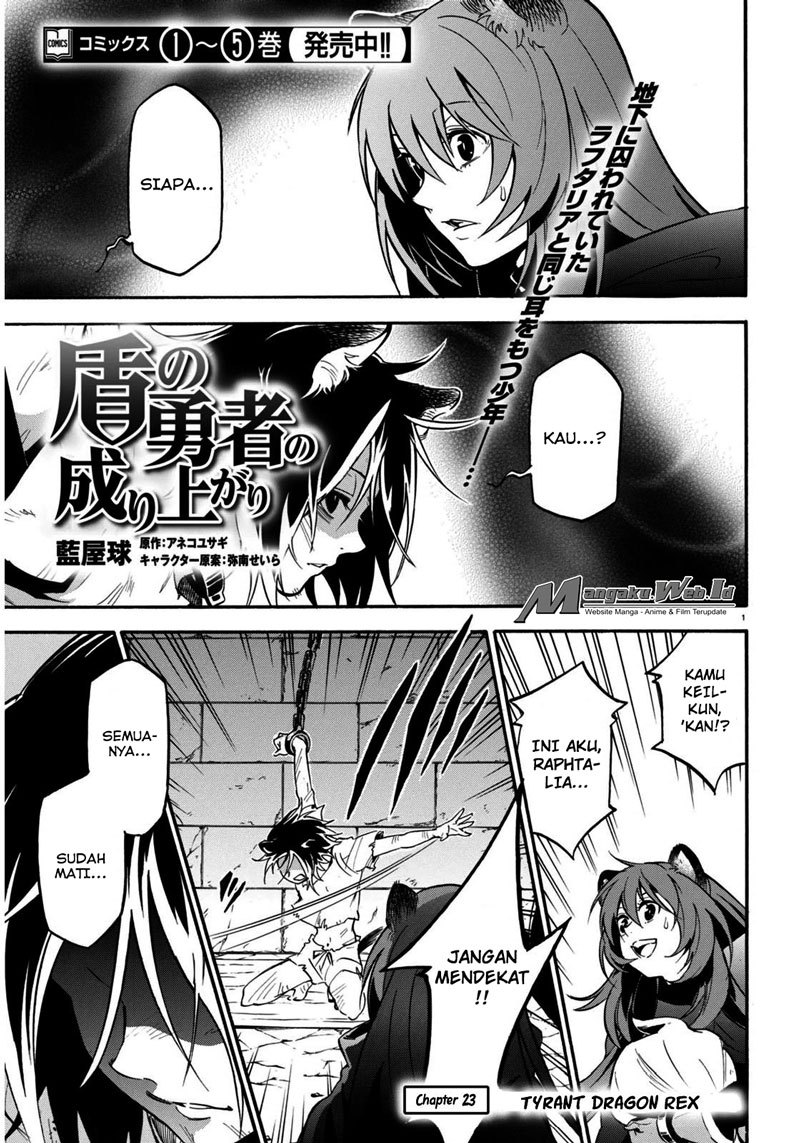 1
COMICS
コミックス ①～⑤巻 発売中!!
SIAPA...
地下に囚われていた
ラフタリアと同じ耳をもつ少年――…
盾の勇者の
成り上がり
藍屋球
原作:アネコユサギ
キャラクター原案:弥南せいら
KAU...?
Mangaku.Web.Id
Website Manga - Anime & Film Terupdate
1
KAMU
KEIL-
KUN,
'KAN!?
INI AKU,
RAPHTA-
LIA...
JANGAN
MENDEKAT
!!
SEMUA-
NYA...
SUDAH
MATI...
Chapter 23
TYRANT DRAGON REX